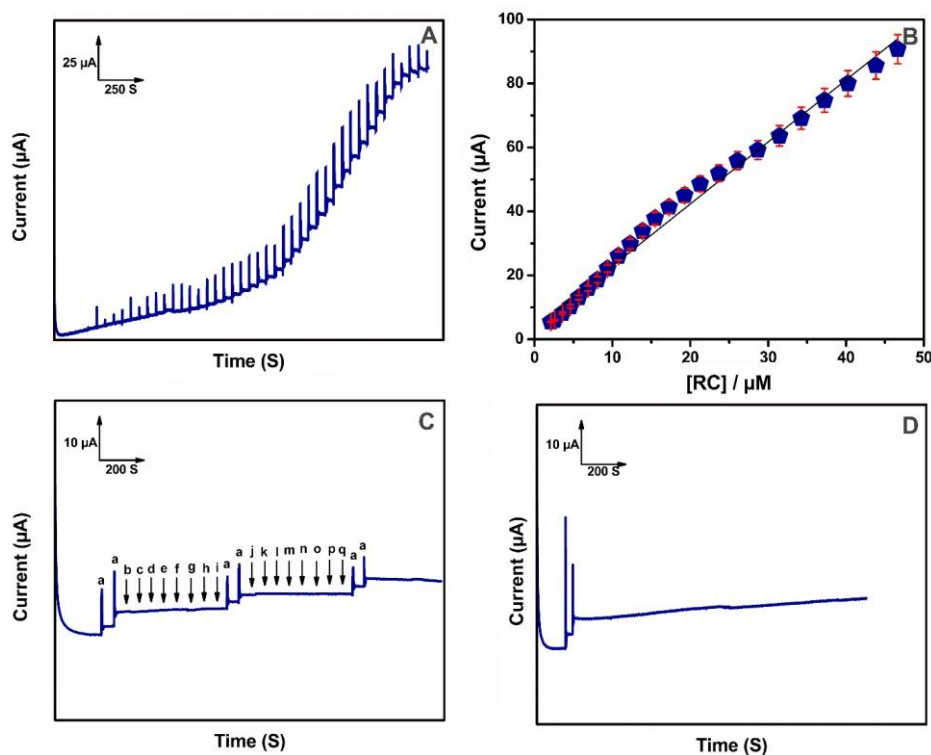 A
25 µA
250 S
Current (µA)
Time (S)
B
100
80
60
40
20
0
Current (µA)
0 10 20 30 40 50
[RC] / µM
C
10 µA
200 S
a a b c d e f g h i a a j k l m n o p q a a
Current (µA)
Time (S)
D
10 µA
200 S
Current (µA)
Time (S)